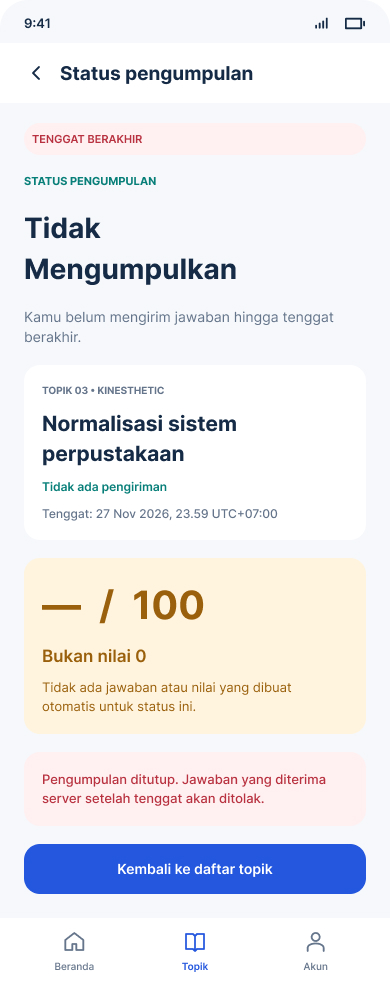 9:41
Status pengumpulan
TENGGAT BERAKHIR
STATUS PENGUMPULAN
Tidak
Mengumpulkan
Kamu belum mengirim jawaban hingga tenggat
berakhir.
TOPIK 03 • KINESTHETIC
Normalisasi sistem
perpustakaan
Tidak ada pengiriman
Tenggat: 27 Nov 2026, 23.59 UTC+07:00
— / 100
Bukan nilai 0
Tidak ada jawaban atau nilai yang dibuat
otomatis untuk status ini.
Pengumpulan ditutup. Jawaban yang diterima
server setelah tenggat akan ditolak.
Kembali ke daftar topik
Beranda
Topik
Akun